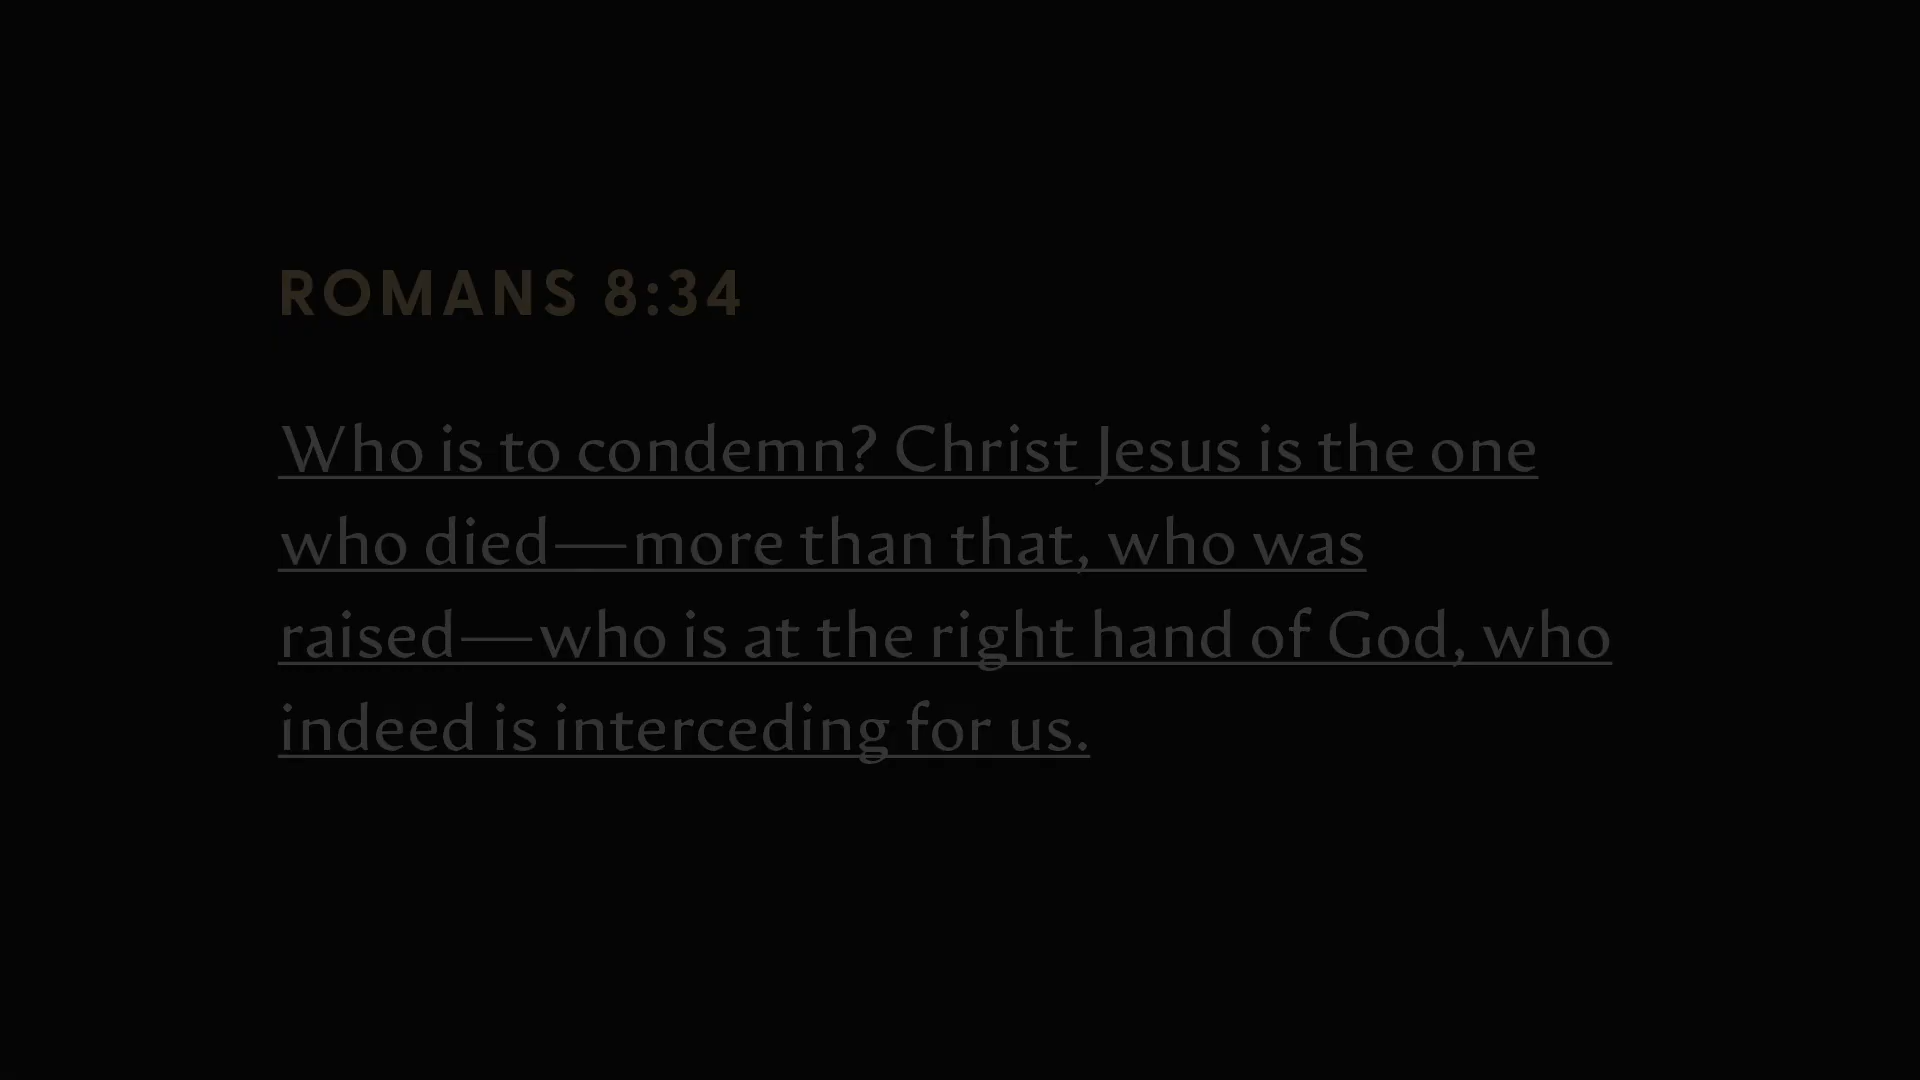 ROMANS 8:34
Who is to condemn? Christ Jesus is the one
who died—more than that, who was
raised—who is at the right hand of God, who
indeed is interceding for us.